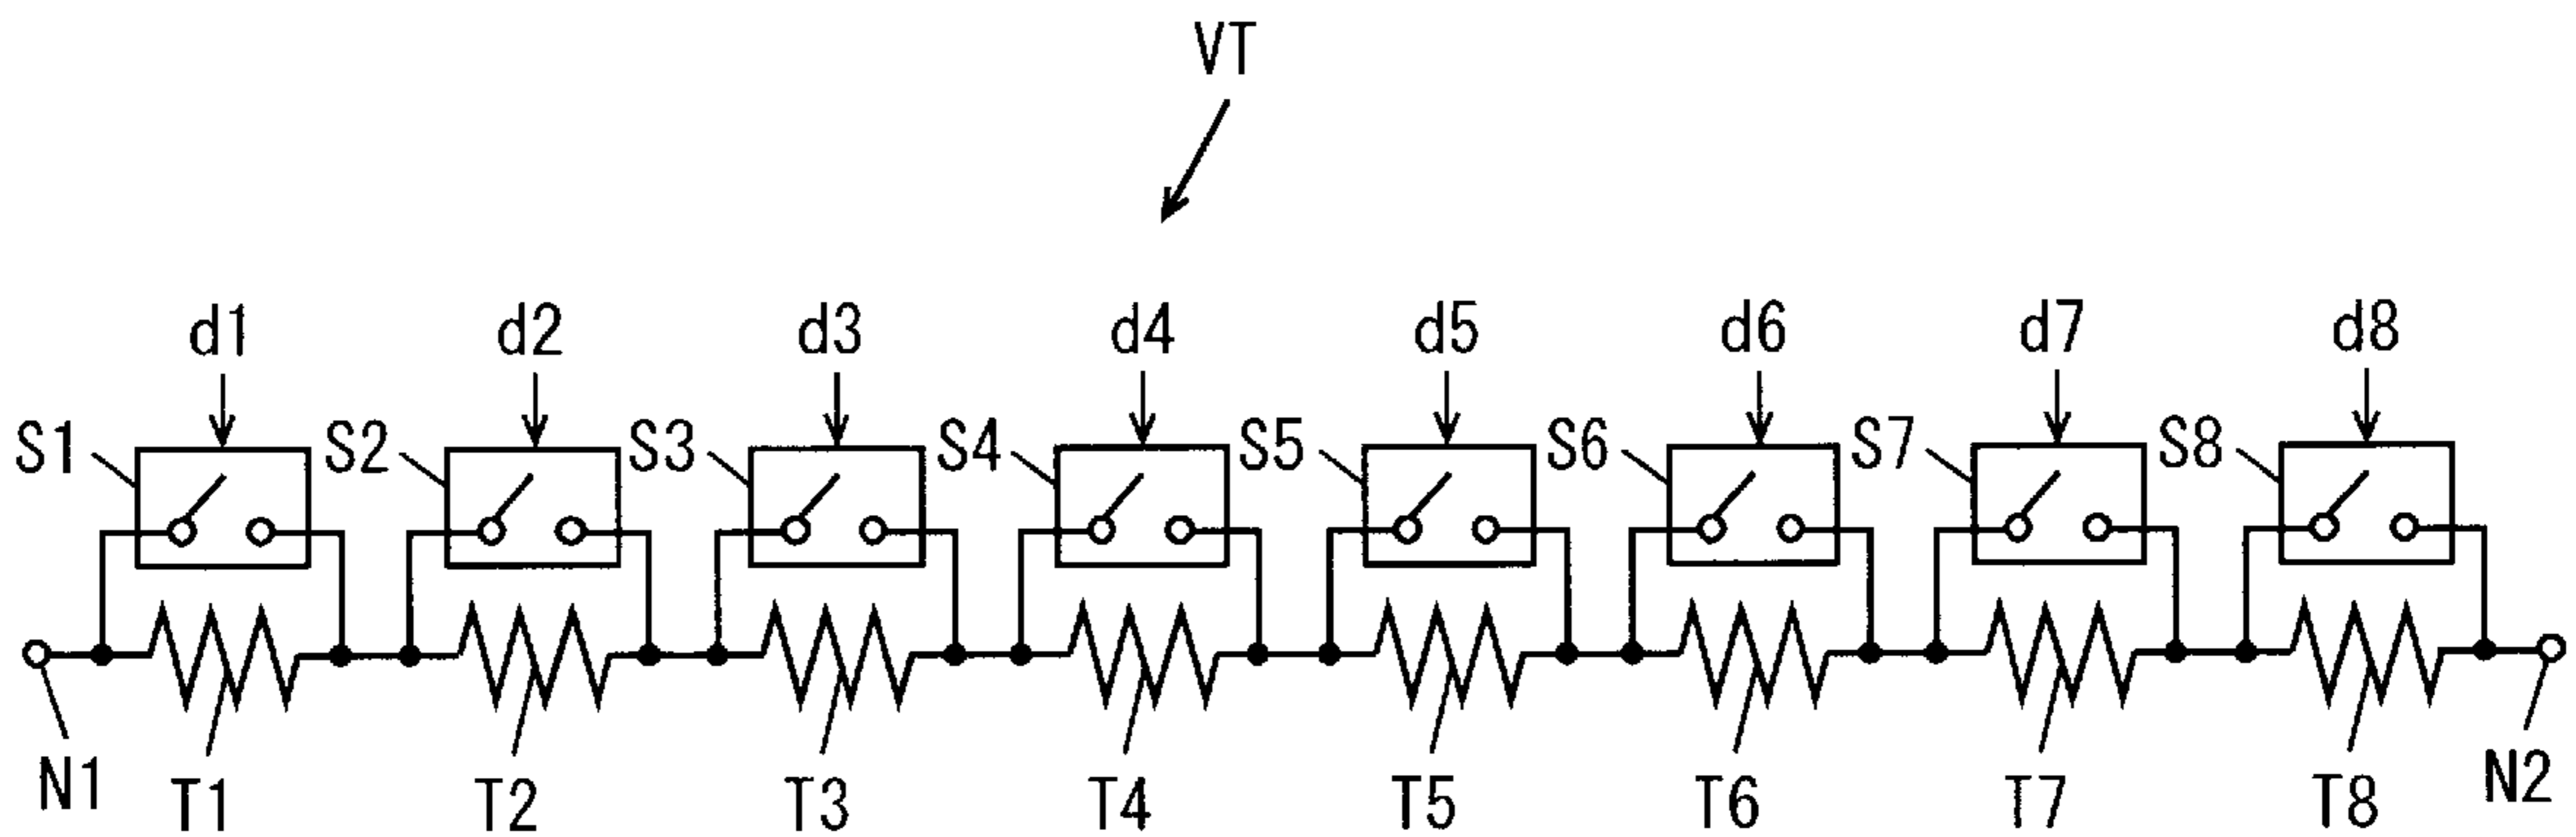 VT
d1 d2 d3 d4 d5 d6 d7 d8
S1 S2 S3 S4 S5 S6 S7 S8
N1 T1 T2 T3 T4 T5 T6 T7 T8 N2